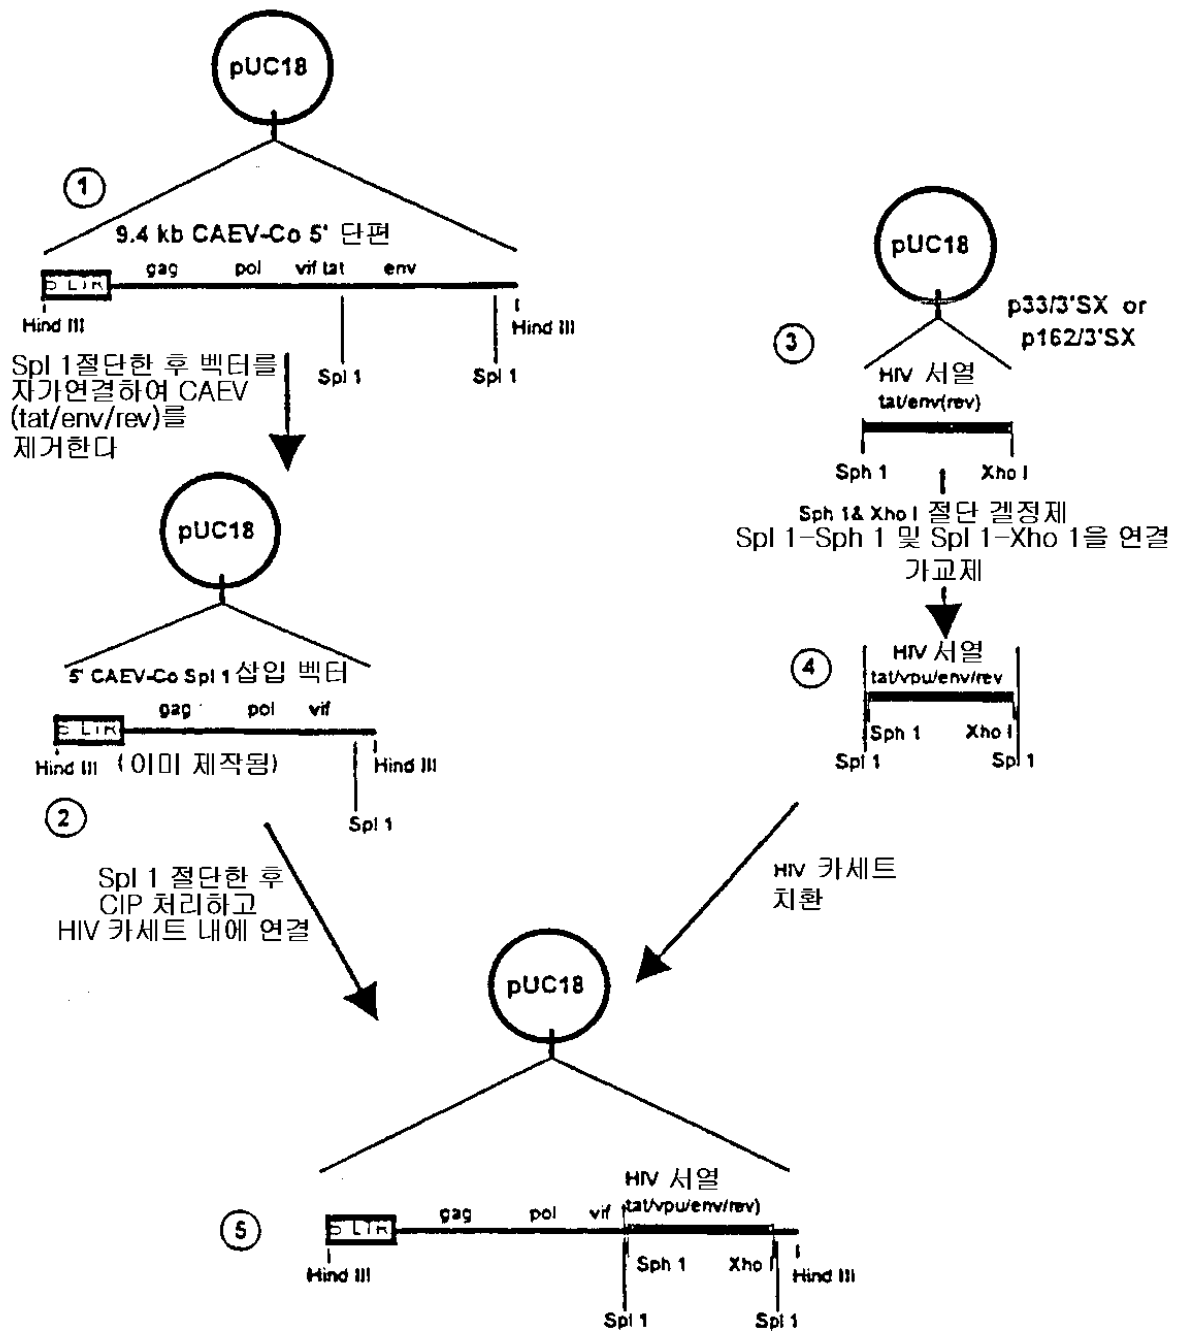 pUC18
①
9.4 kb CAEV-Co 5' 단편
gag pol vif tat env
5' LTR
Hind III Hind III
Spl 1 Spl 1
Spl 1절단한 후 벡터를
자가연결하여 CAEV
(tat/env/rev)를
제거한다
pUC18
5' CAEV-Co Spl 1 삽입 벡터
gag pol vif
5' LTR
Hind III (이미 제작됨) Hind III
②
Spl 1
Spl 1 절단한 후
CIP 처리하고
HIV 카세트 내에 연결
pUC18
p33/3'SX or
p162/3'SX
③
HIV 서열
tat/env(rev)
Sph 1 Xho I
Sph 1& Xho I 절단 겔정제
Spl 1-Sph 1 및 Spl 1-Xho 1을 연결
가교제
④
HIV 서열
tat/vpu/env/rev
Sph 1 Xho I
Spl 1 Spl 1
HIV 카세트
치환
pUC18
HIV 서열
tat/vpu/env/rev)
gag pol vif
⑤
5' LTR
Sph 1 Xho I
Hind III Hind III
Spl 1 Spl 1